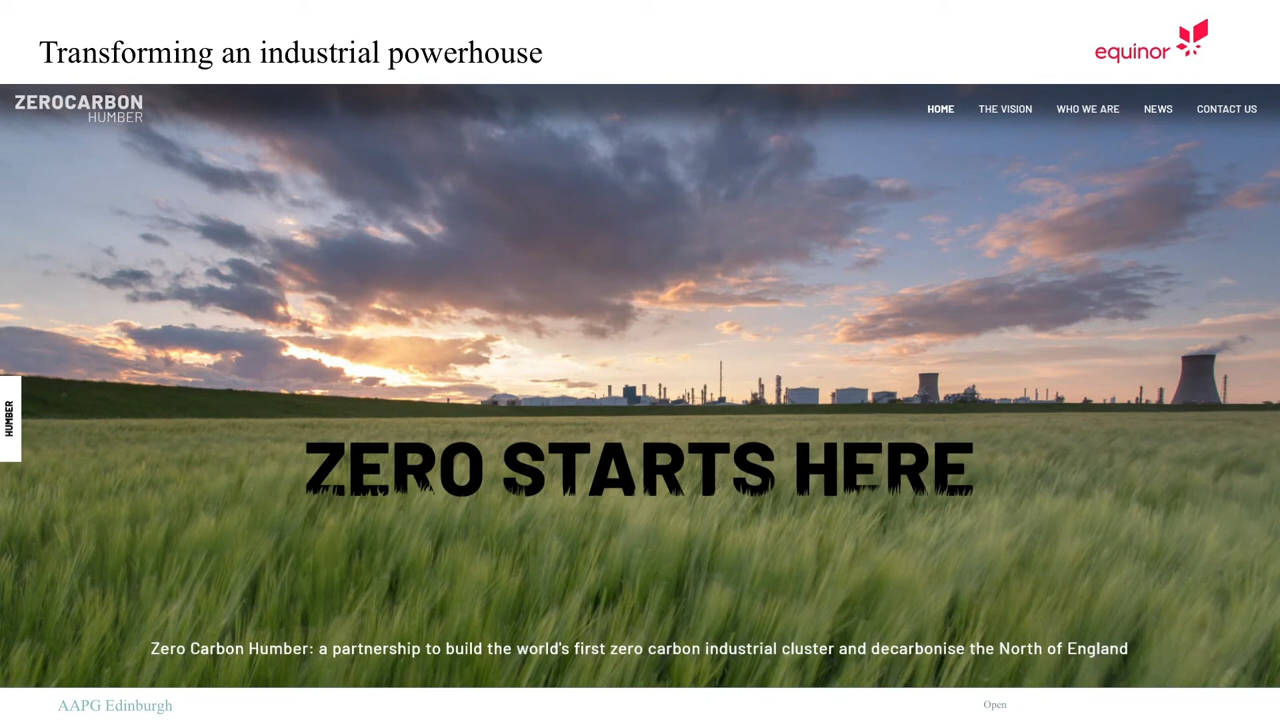 Transforming an industrial powerhouse
equinor
ZEROCARBON
HUMBER
HOME THE VISION WHO WE ARE NEWS CONTACT US
HUMBER
ZERO STARTS HERE
Zero Carbon Humber: a partnership to build the world's first zero carbon industrial cluster and decarbonise the North of England
AAPG Edinburgh
Open